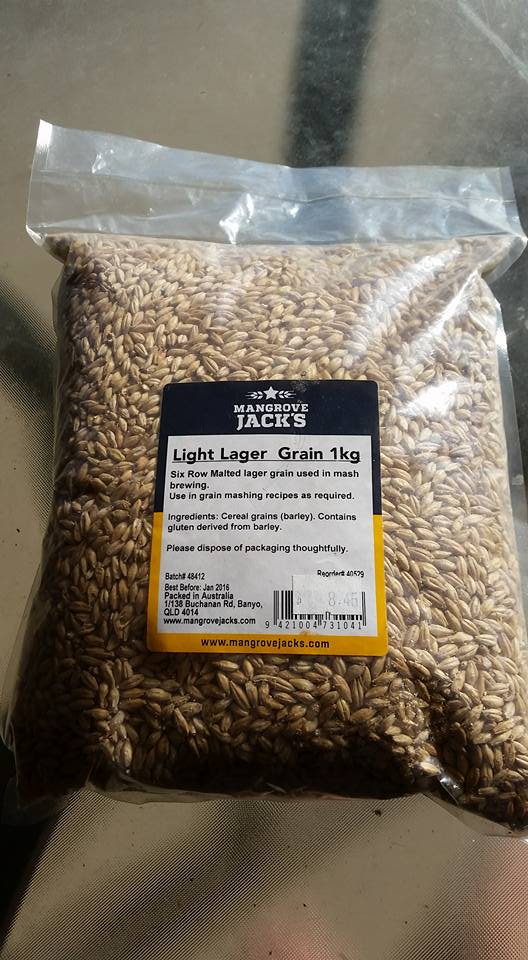 MANGROVE
JACK'S
Light Lager Grain 1kg
Six Row Malted lager grain used in mash
brewing.
Use in grain mashing recipes as required.
Ingredients: Cereal grains (barley). Contains
gluten derived from barley.
Please dispose of packaging thoughtfully.
Batch# 48412
Reorder# 40529
Best Before: Jan 2016
Packed in Australia
1/138 Buchanan Rd, Banyo,
QLD 4014
www.mangrovejacks.com
8.45
9 421004 731041
www.mangrovejacks.com